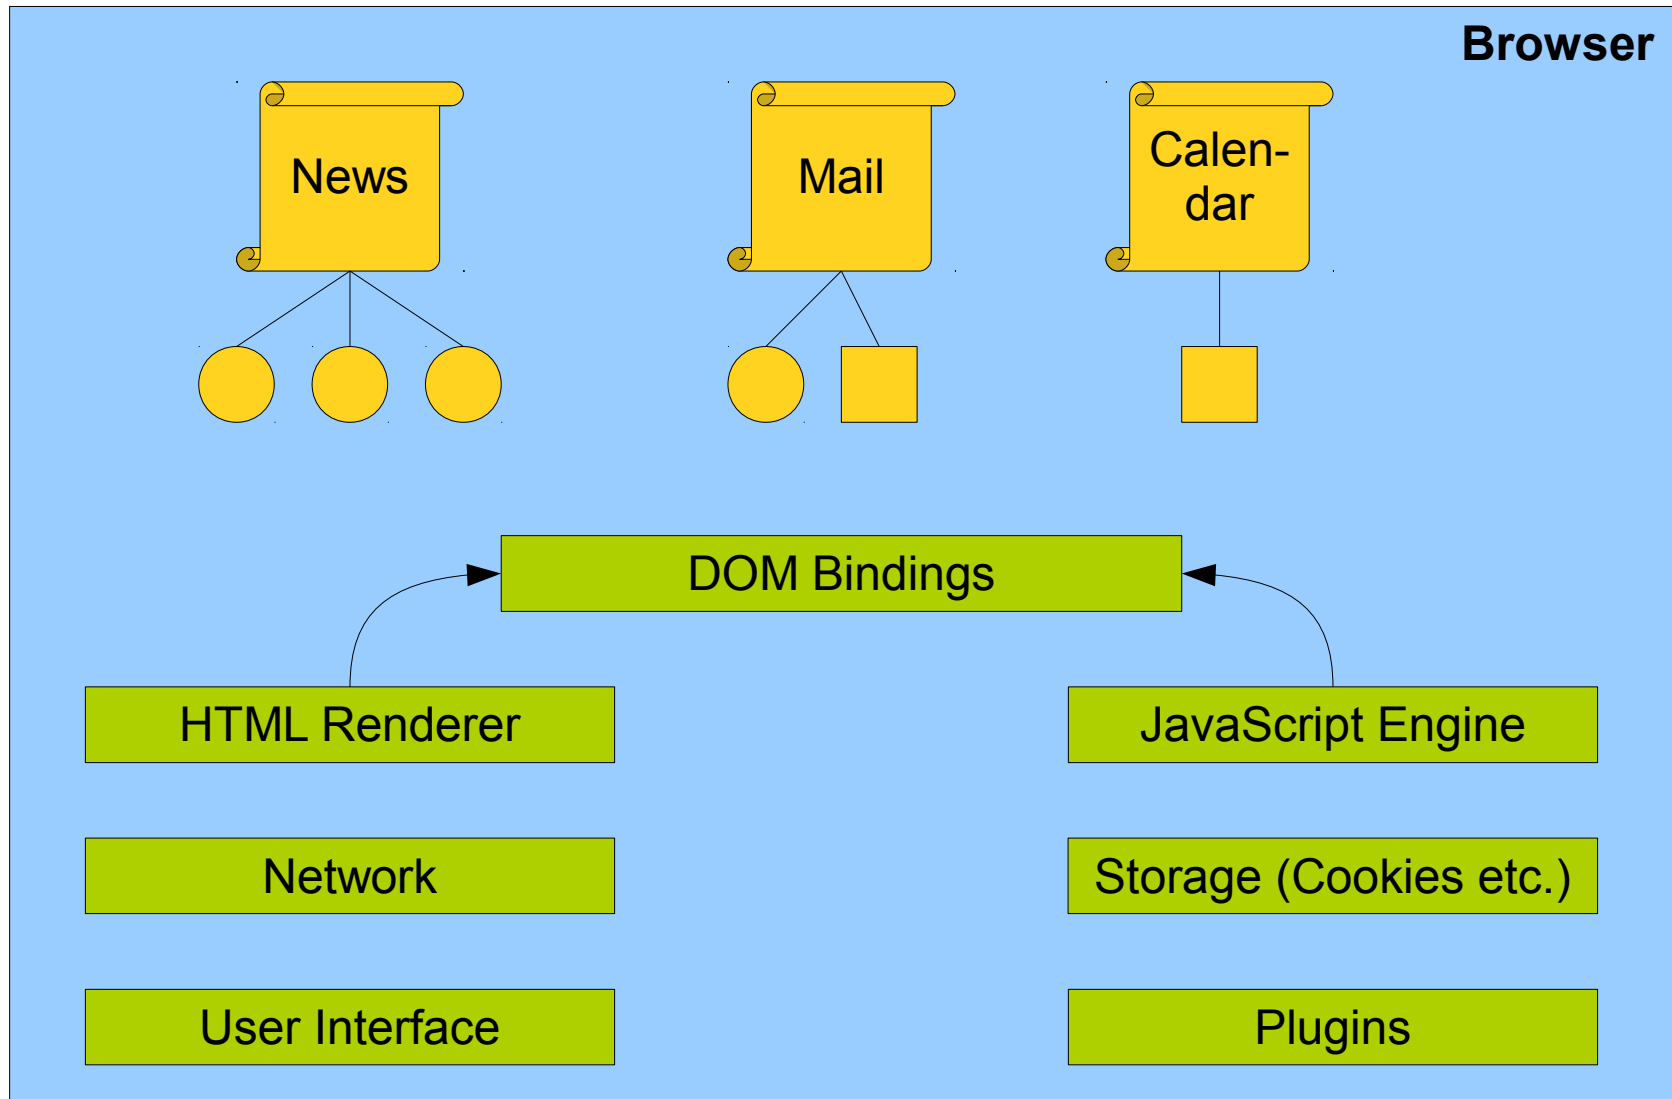 Browser
News
Mail
Calen-
dar
DOM Bindings
HTML Renderer
JavaScript Engine
Network
Storage (Cookies etc.)
User Interface
Plugins